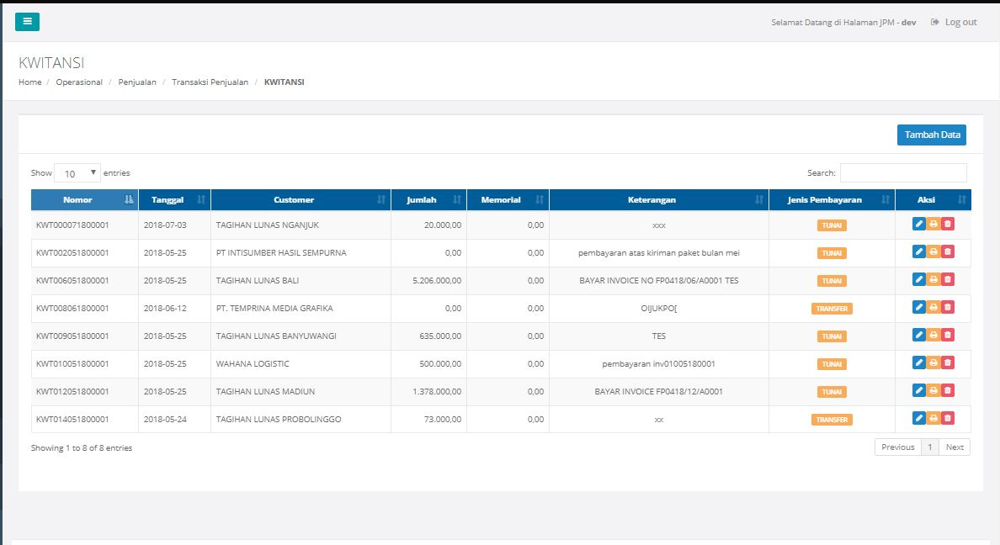 Selamat Datang di Halaman JPM - dev Log out
KWITANSI
Home / Operasional / Penjualan / Transaksi Penjualan / KWITANSI
Tambah Data
Show 10 entries Search:
Nomor Tanggal Customer Jumlah Memorial Keterangan Jenis Pembayaran Aksi
KWT000071800001 2018-07-03 TAGIHAN LUNAS NGANJUK 20.000,00 0,00 xxx TUNAI
KWT002051800001 2018-05-25 PT INTISUMBER HASIL SEMPURNA 0,00 0,00 pembayaran atas kiriman paket bulan mei TUNAI
KWT006051800001 2018-05-25 TAGIHAN LUNAS BALI 5.206.000,00 0,00 BAYAR INVOICE NO FP0418/06/A0001 TES TUNAI
KWT008061800001 2018-06-12 PT. TEMPRINA MEDIA GRAFIKA 0,00 0,00 OIJUKPO[ TRANSFER
KWT009051800001 2018-05-25 TAGIHAN LUNAS BANYUWANGI 635.000,00 0,00 TES TUNAI
KWT010051800001 2018-05-25 WAHANA LOGISTIC 500.000,00 0,00 pembayaran inv01005180001 TUNAI
KWT012051800001 2018-05-25 TAGIHAN LUNAS MADIUN 1.378.000,00 0,00 BAYAR INVOICE FP0418/12/A0001 TUNAI
KWT014051800001 2018-05-24 TAGIHAN LUNAS PROBOLINGGO 73.000,00 0,00 xx TRANSFER
Showing 1 to 8 of 8 entries Previous 1 Next